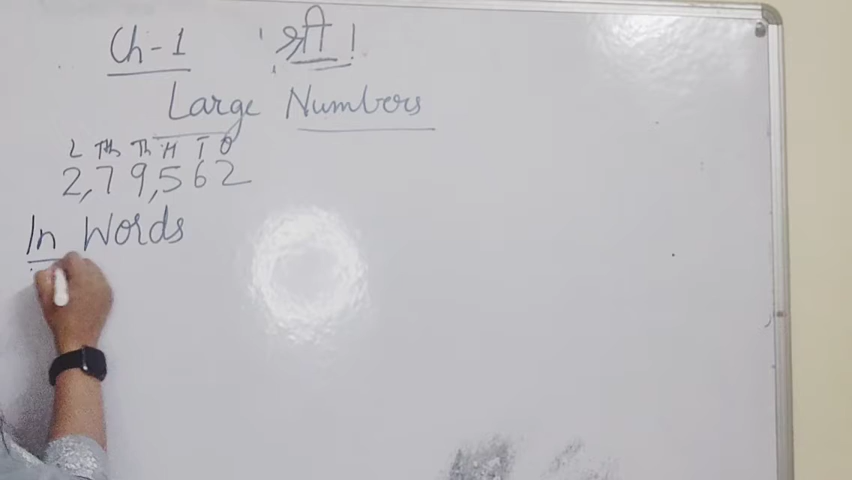 Ch-1 ! श्री !
Large Numbers
L Tth Th H T O
2,79,562
In Words